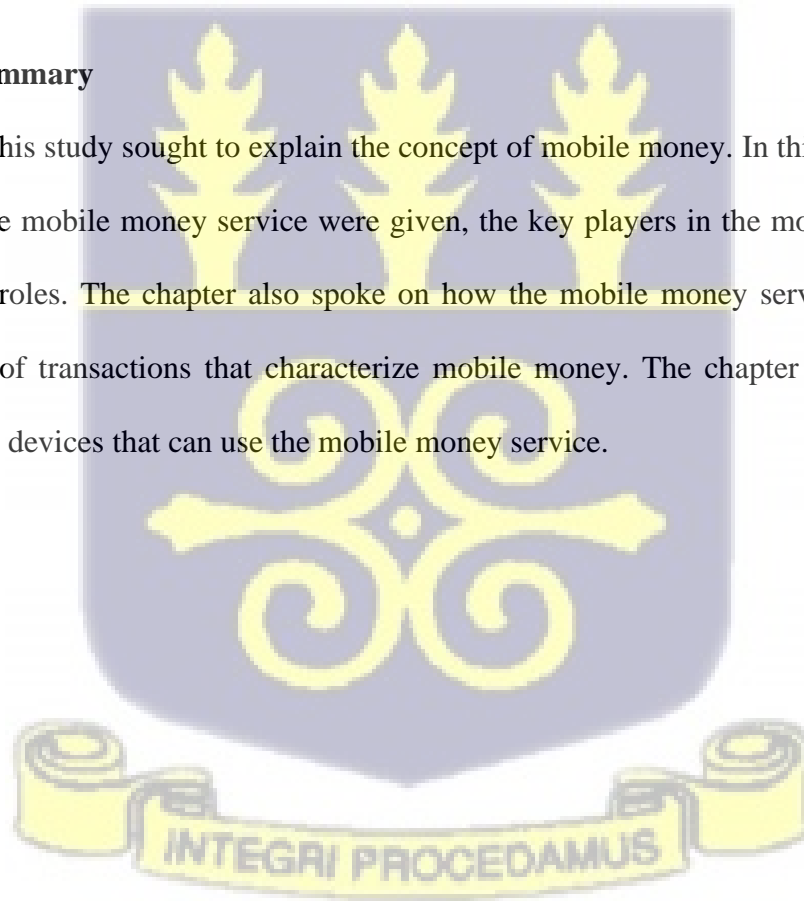 mmary
his study sought to explain the concept of mobile money. In thi
e mobile money service were given, the key players in the mo
roles. The chapter also spoke on how the mobile money serv
of transactions that characterize mobile money. The chapter
devices that can use the mobile money service.
INTEGRI PROCEDAMUS